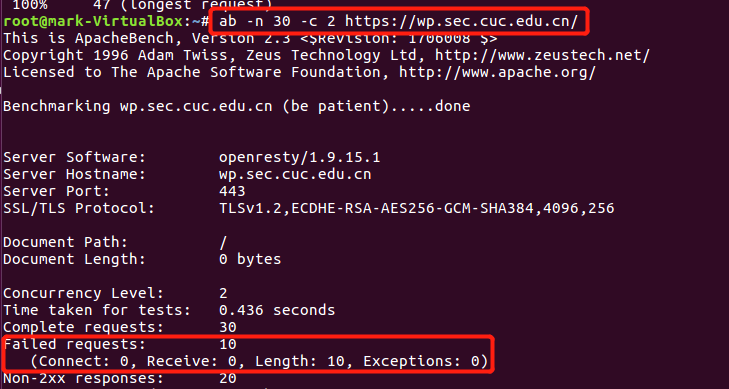 100% 47 (longest request)
root@mark-VirtualBox:~# ab -n 30 -c 2 https://wp.sec.cuc.edu.cn/
This is ApacheBench, Version 2.3 <$Revision: 1706008 $>
Copyright 1996 Adam Twiss, Zeus Technology Ltd, http://www.zeustech.net/
Licensed to The Apache Software Foundation, http://www.apache.org/
Benchmarking wp.sec.cuc.edu.cn (be patient).....done
Server Software: openresty/1.9.15.1
Server Hostname: wp.sec.cuc.edu.cn
Server Port: 443
SSL/TLS Protocol: TLSv1.2,ECDHE-RSA-AES256-GCM-SHA384,4096,256
Document Path: /
Document Length: 0 bytes
Concurrency Level: 2
Time taken for tests: 0.436 seconds
Complete requests: 30
Failed requests: 10
(Connect: 0, Receive: 0, Length: 10, Exceptions: 0)
Non-2xx responses: 20